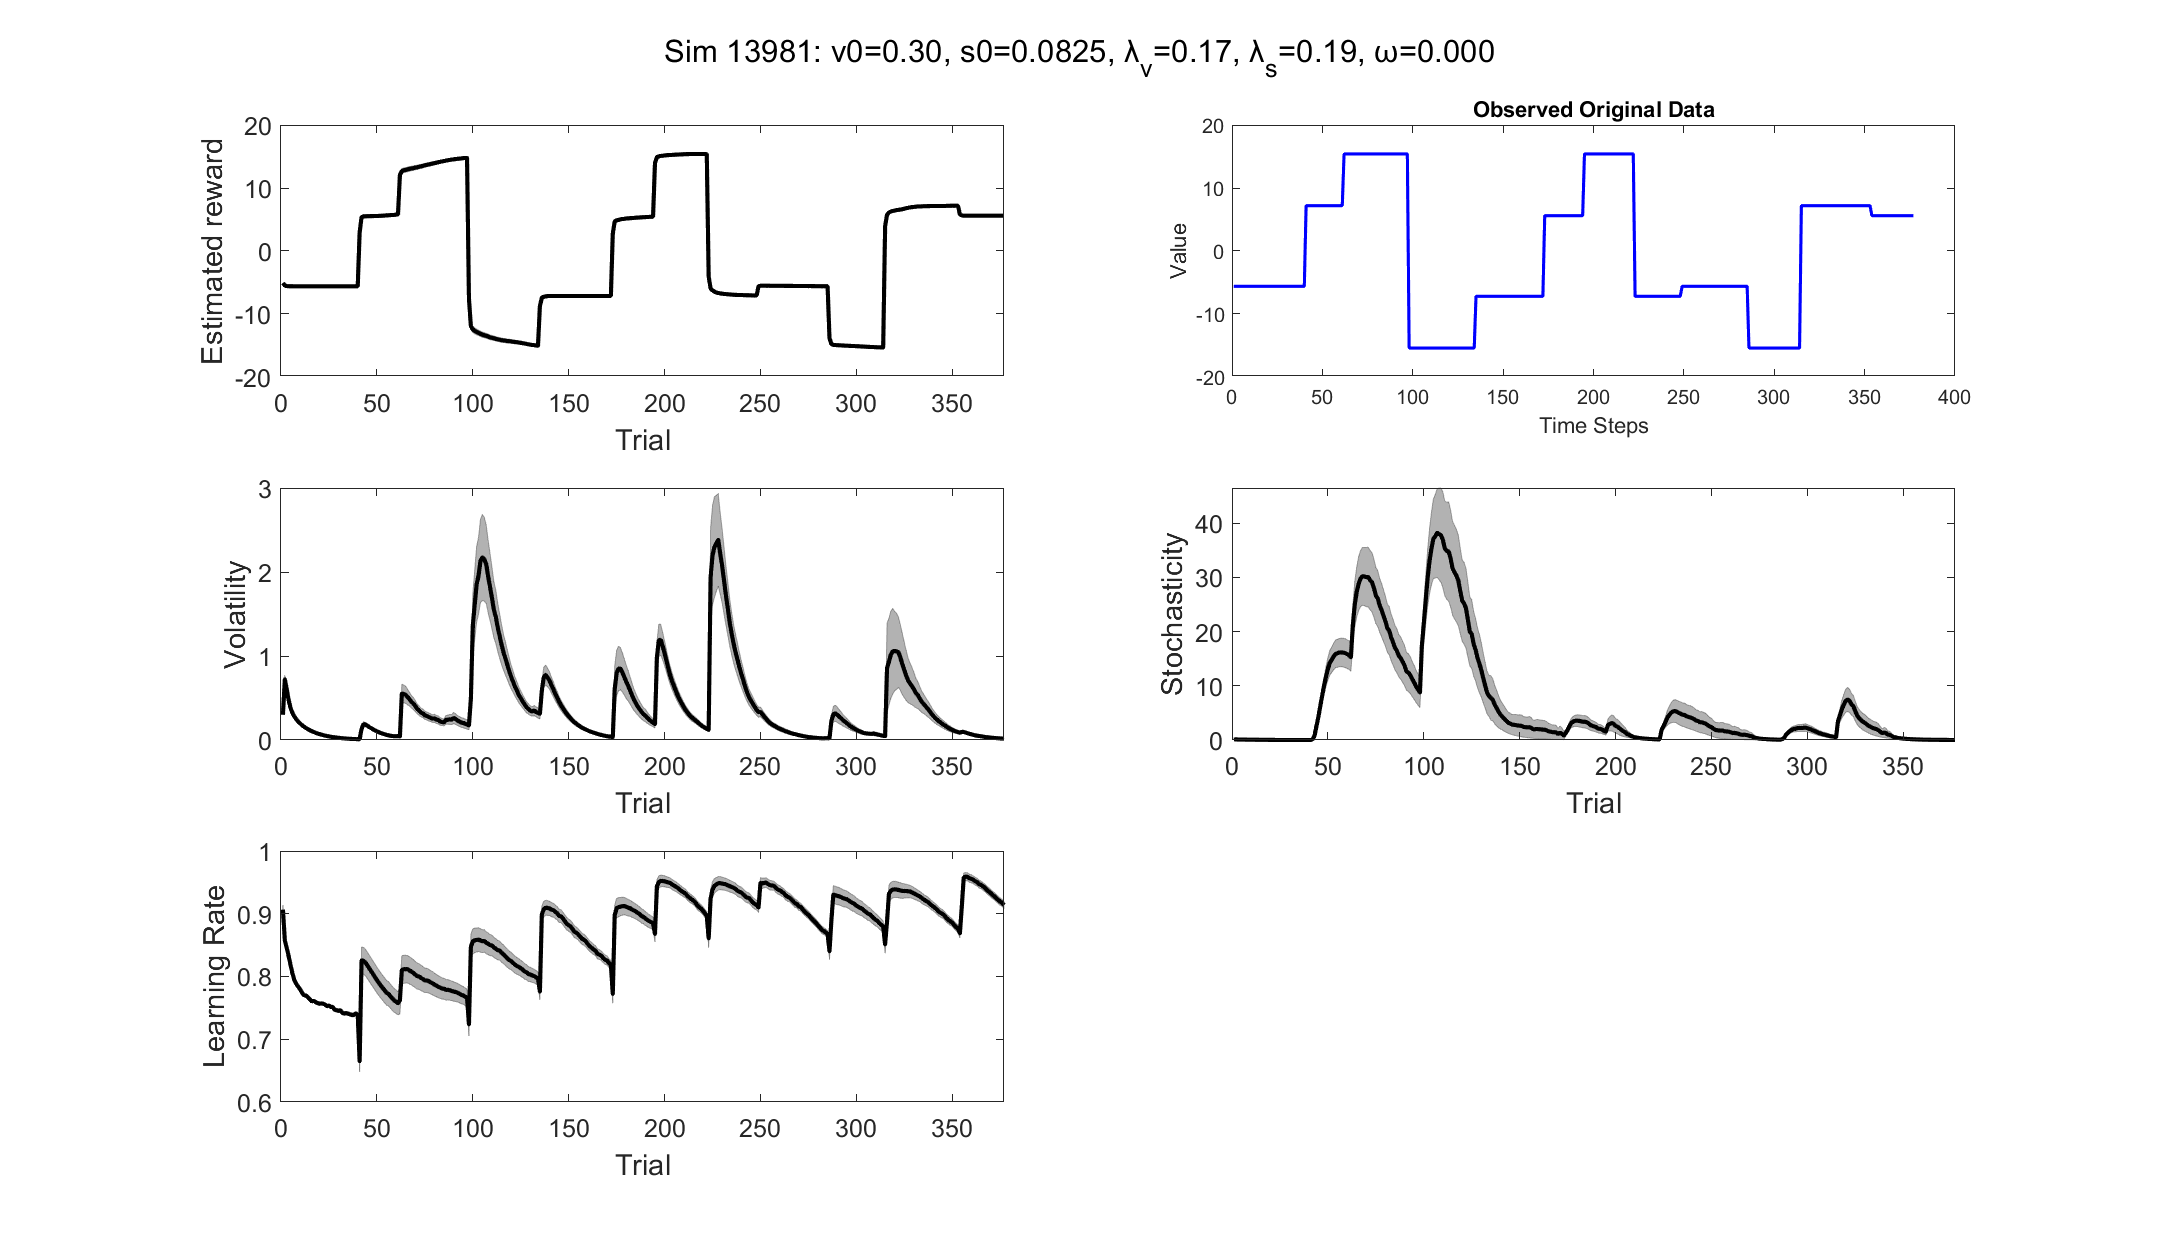 Sim 13981: v0=0.30, s0=0.0825, λ_v=0.17, λ_s=0.19, ω=0.000
Estimated reward
20
10
0
-10
-20
0 50 100 150 200 250 300 350
Trial
Observed Original Data
Value
20
10
0
-10
-20
0 50 100 150 200 250 300 350 400
Time Steps
Volatility
3
2
1
0
0 50 100 150 200 250 300 350
Trial
Stochasticity
40
30
20
10
0
0 50 100 150 200 250 300 350
Trial
Learning Rate
1
0.9
0.8
0.7
0.6
0 50 100 150 200 250 300 350
Trial